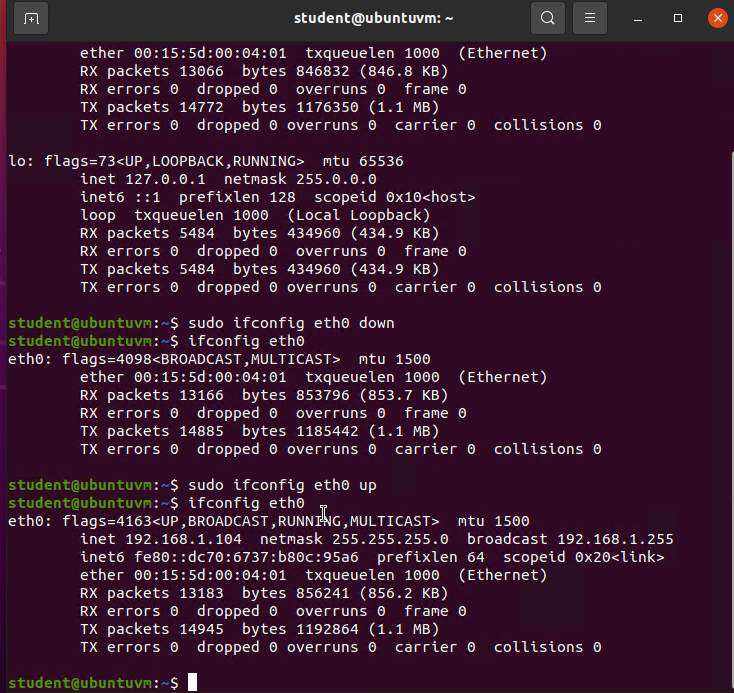 student@ubuntuvm: ~
ether 00:15:5d:00:04:01  txqueuelen 1000  (Ethernet)
RX packets 13066  bytes 846832 (846.8 KB)
RX errors 0  dropped 0  overruns 0  frame 0
TX packets 14772  bytes 1176350 (1.1 MB)
TX errors 0  dropped 0 overruns 0  carrier 0  collisions 0
lo: flags=73<UP,LOOPBACK,RUNNING>  mtu 65536
inet 127.0.0.1  netmask 255.0.0.0
inet6 ::1  prefixlen 128  scopeid 0x10<host>
loop  txqueuelen 1000  (Local Loopback)
RX packets 5484  bytes 434960 (434.9 KB)
RX errors 0  dropped 0  overruns 0  frame 0
TX packets 5484  bytes 434960 (434.9 KB)
TX errors 0  dropped 0 overruns 0  carrier 0  collisions 0
student@ubuntuvm:~$ sudo ifconfig eth0 down
student@ubuntuvm:~$ ifconfig eth0
eth0: flags=4098<BROADCAST,MULTICAST>  mtu 1500
ether 00:15:5d:00:04:01  txqueuelen 1000  (Ethernet)
RX packets 13166  bytes 853796 (853.7 KB)
RX errors 0  dropped 0  overruns 0  frame 0
TX packets 14885  bytes 1185442 (1.1 MB)
TX errors 0  dropped 0 overruns 0  carrier 0  collisions 0
student@ubuntuvm:~$ sudo ifconfig eth0 up
student@ubuntuvm:~$ ifconfig eth0
eth0: flags=4163<UP,BROADCAST,RUNNING,MULTICAST>  mtu 1500
inet 192.168.1.104  netmask 255.255.255.0  broadcast 192.168.1.255
inet6 fe80::dc70:6737:b80c:95a6  prefixlen 64  scopeid 0x20<link>
ether 00:15:5d:00:04:01  txqueuelen 1000  (Ethernet)
RX packets 13183  bytes 856241 (856.2 KB)
RX errors 0  dropped 0  overruns 0  frame 0
TX packets 14945  bytes 1192864 (1.1 MB)
TX errors 0  dropped 0 overruns 0  carrier 0  collisions 0
student@ubuntuvm:~$